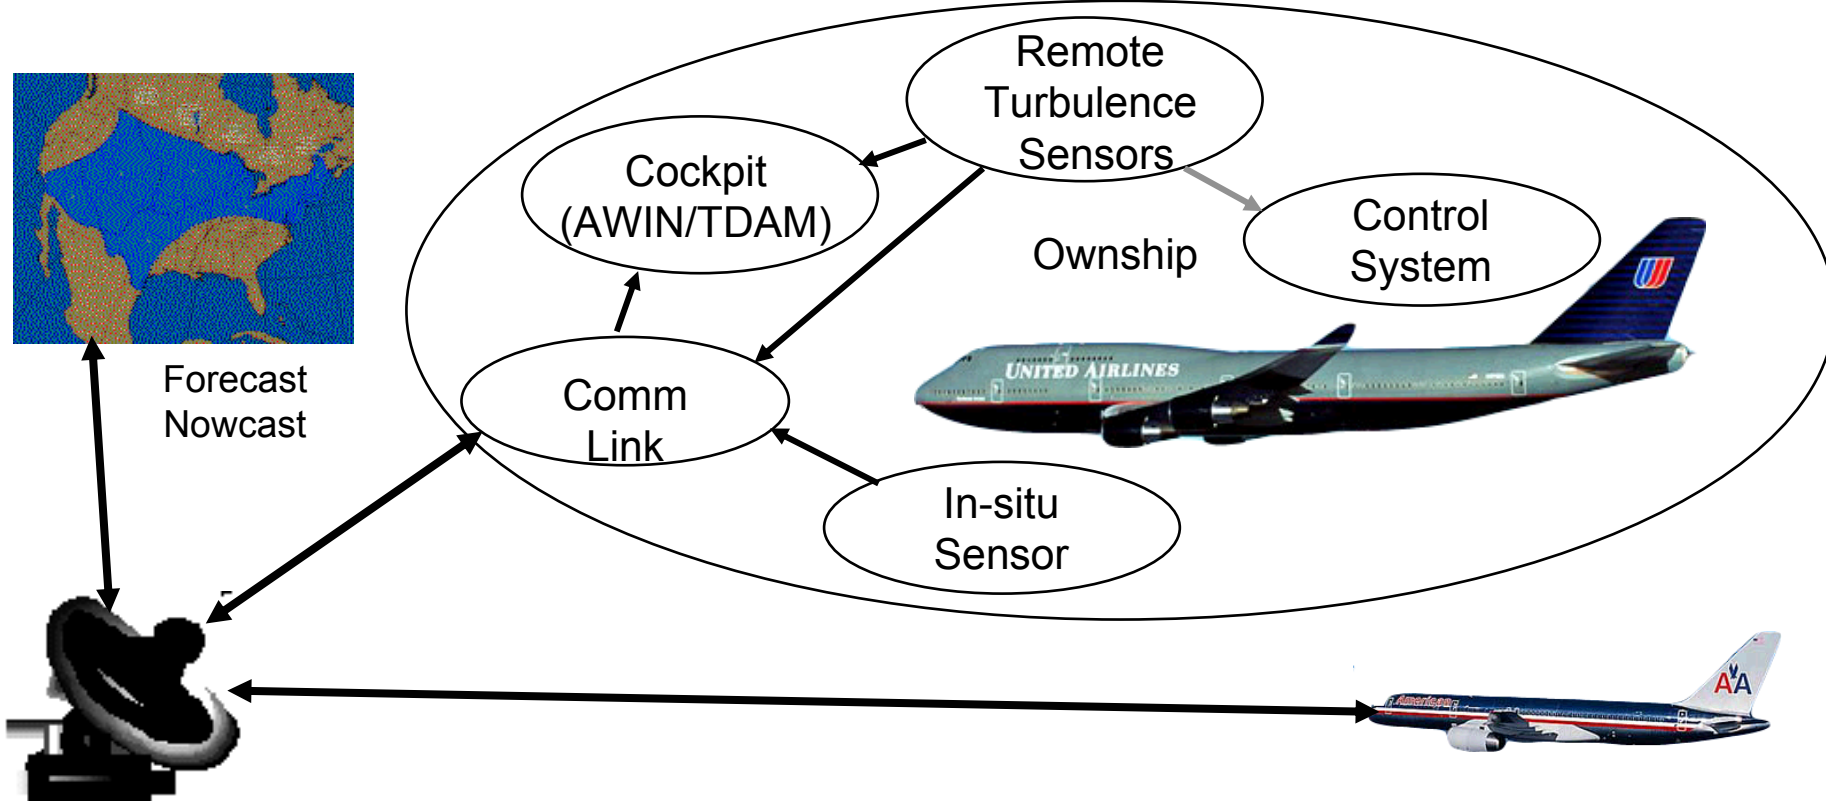 Remote
Turbulence
Sensors
Cockpit
(AWIN/TDAM)
Control
System
Ownship
UNITED AIRLINES
Forecast
Nowcast
Comm
Link
In-situ
Sensor
American
AA